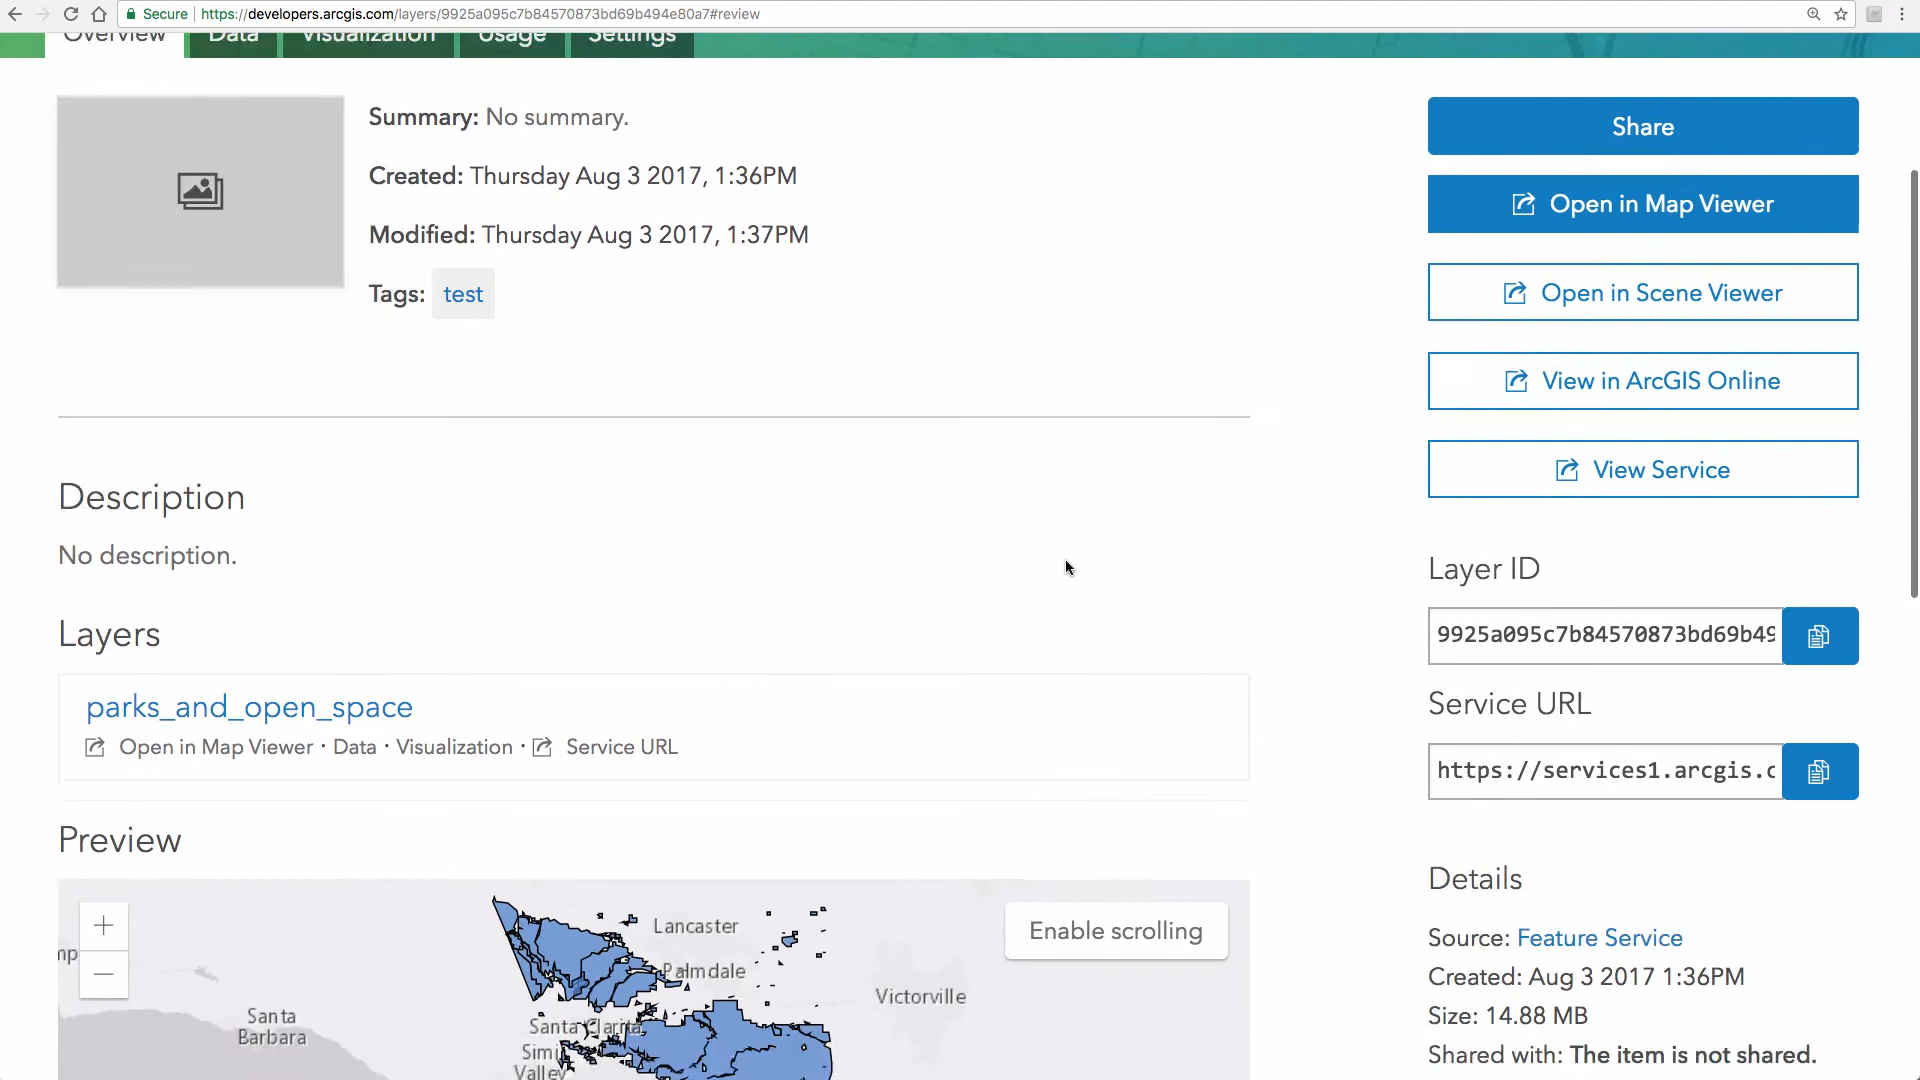 Secure https://developers.arcgis.com/layers/9925a095c7b84570873bd69b494e80a7#review
Overview Data Visualization Usage Settings
Summary: No summary.
Created: Thursday Aug 3 2017, 1:36PM
Modified: Thursday Aug 3 2017, 1:37PM
Tags: test
Share
Open in Map Viewer
Open in Scene Viewer
View in ArcGIS Online
View Service
Description
No description.
Layers
parks_and_open_space
Open in Map Viewer · Data · Visualization · Service URL
Preview
Enable scrolling
Lancaster
Palmdale
Victorville
Santa Clarita
Santa
Barbara
Simi
Valley
mp
+
−
Layer ID
9925a095c7b84570873bd69b49
Service URL
https://services1.arcgis.c
Details
Source: Feature Service
Created: Aug 3 2017 1:36PM
Size: 14.88 MB
Shared with: The item is not shared.